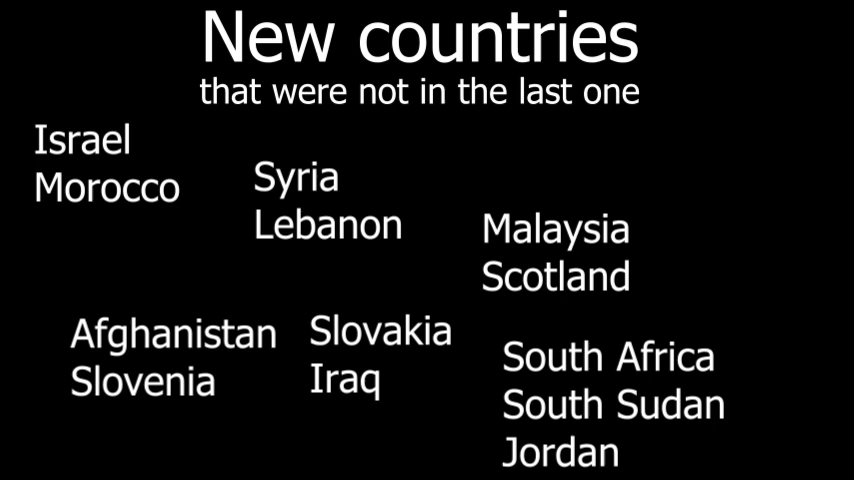 New countries
that were not in the last one
Israel
Morocco
Syria
Lebanon
Malaysia
Scotland
Afghanistan
Slovenia
Slovakia
Iraq
South Africa
South Sudan
Jordan